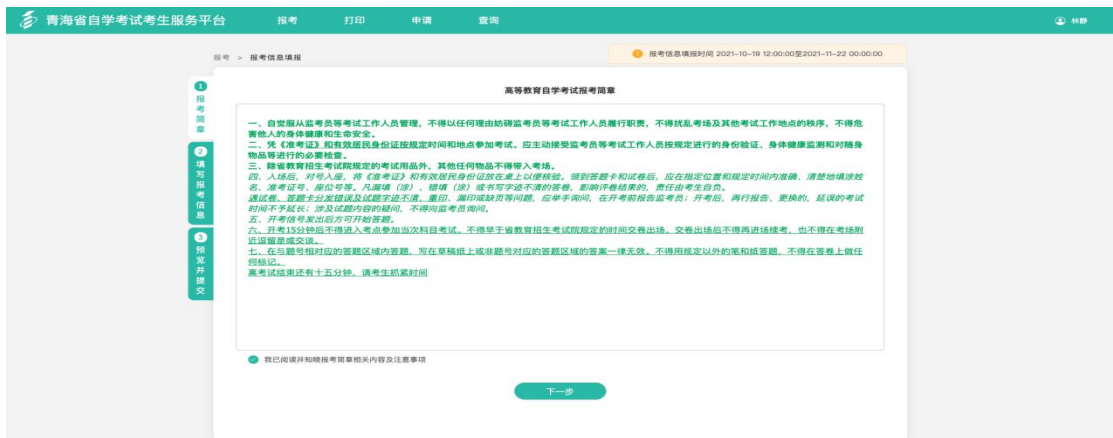 青海省自学考试考生服务平台 报考 打印 申请 查询 林静
报考 > 报考信息填报
报考信息填报时间 2021-10-19 12:00:00至2021-11-22 00:00:00
1 报考简章
2 填写报考信息
3 预览并提交
高等教育自学考试报考简章
一、自觉服从监考员等考试工作人员管理，不得以任何理由妨碍监考员等考试工作人员履行职责，不得扰乱考场及其他考试工作地点的秩序，不得危
害他人的身体健康和生命安全。
二、凭《准考证》和有效居民身份证按规定时间和地点参加考试。应主动接受监考员等考试工作人员按规定进行的身份验证、身体健康监测和对随身
物品等进行的必要检查。
三、除省教育招生考试院规定的考试用品外，其他任何物品不得带入考场。
四、入场后，对号入座，将《准考证》和有效居民身份证放在桌上以便核验。领到答题卡和试卷后，应在指定位置和规定时间内准确、清楚地填涂姓
名、准考证号、座位号等。凡漏填（涂）、错填（涂）或书写字迹不清的答卷，影响评卷结果的，责任由考生自负。
遇试卷、答题卡分发错误及试题字迹不清、重印、漏印或缺页等问题，应举手询问，在开考前报告监考员；开考后，再行报告、更换的，延误的考试
时间不予延长；涉及试题内容的疑问，不得向监考员询问。
五、开考信号发出后方可开始答题。
六、开考15分钟后不得进入考点参加当次科目考试。不得早于省教育招生考试院规定的时间交卷出场。交卷出场后不得再进场续考，也不得在考场附
近逗留或交谈。
七、在与题号相对应的答题区域内答题，写在草稿纸上或非题号对应的答题区域的答案一律无效。不得用规定以外的笔和纸答题，不得在答卷上做任
何标记。
离考试结束还有十五分钟，请考生抓紧时间
我已阅读并知晓报考简章相关内容及注意事项
下一步